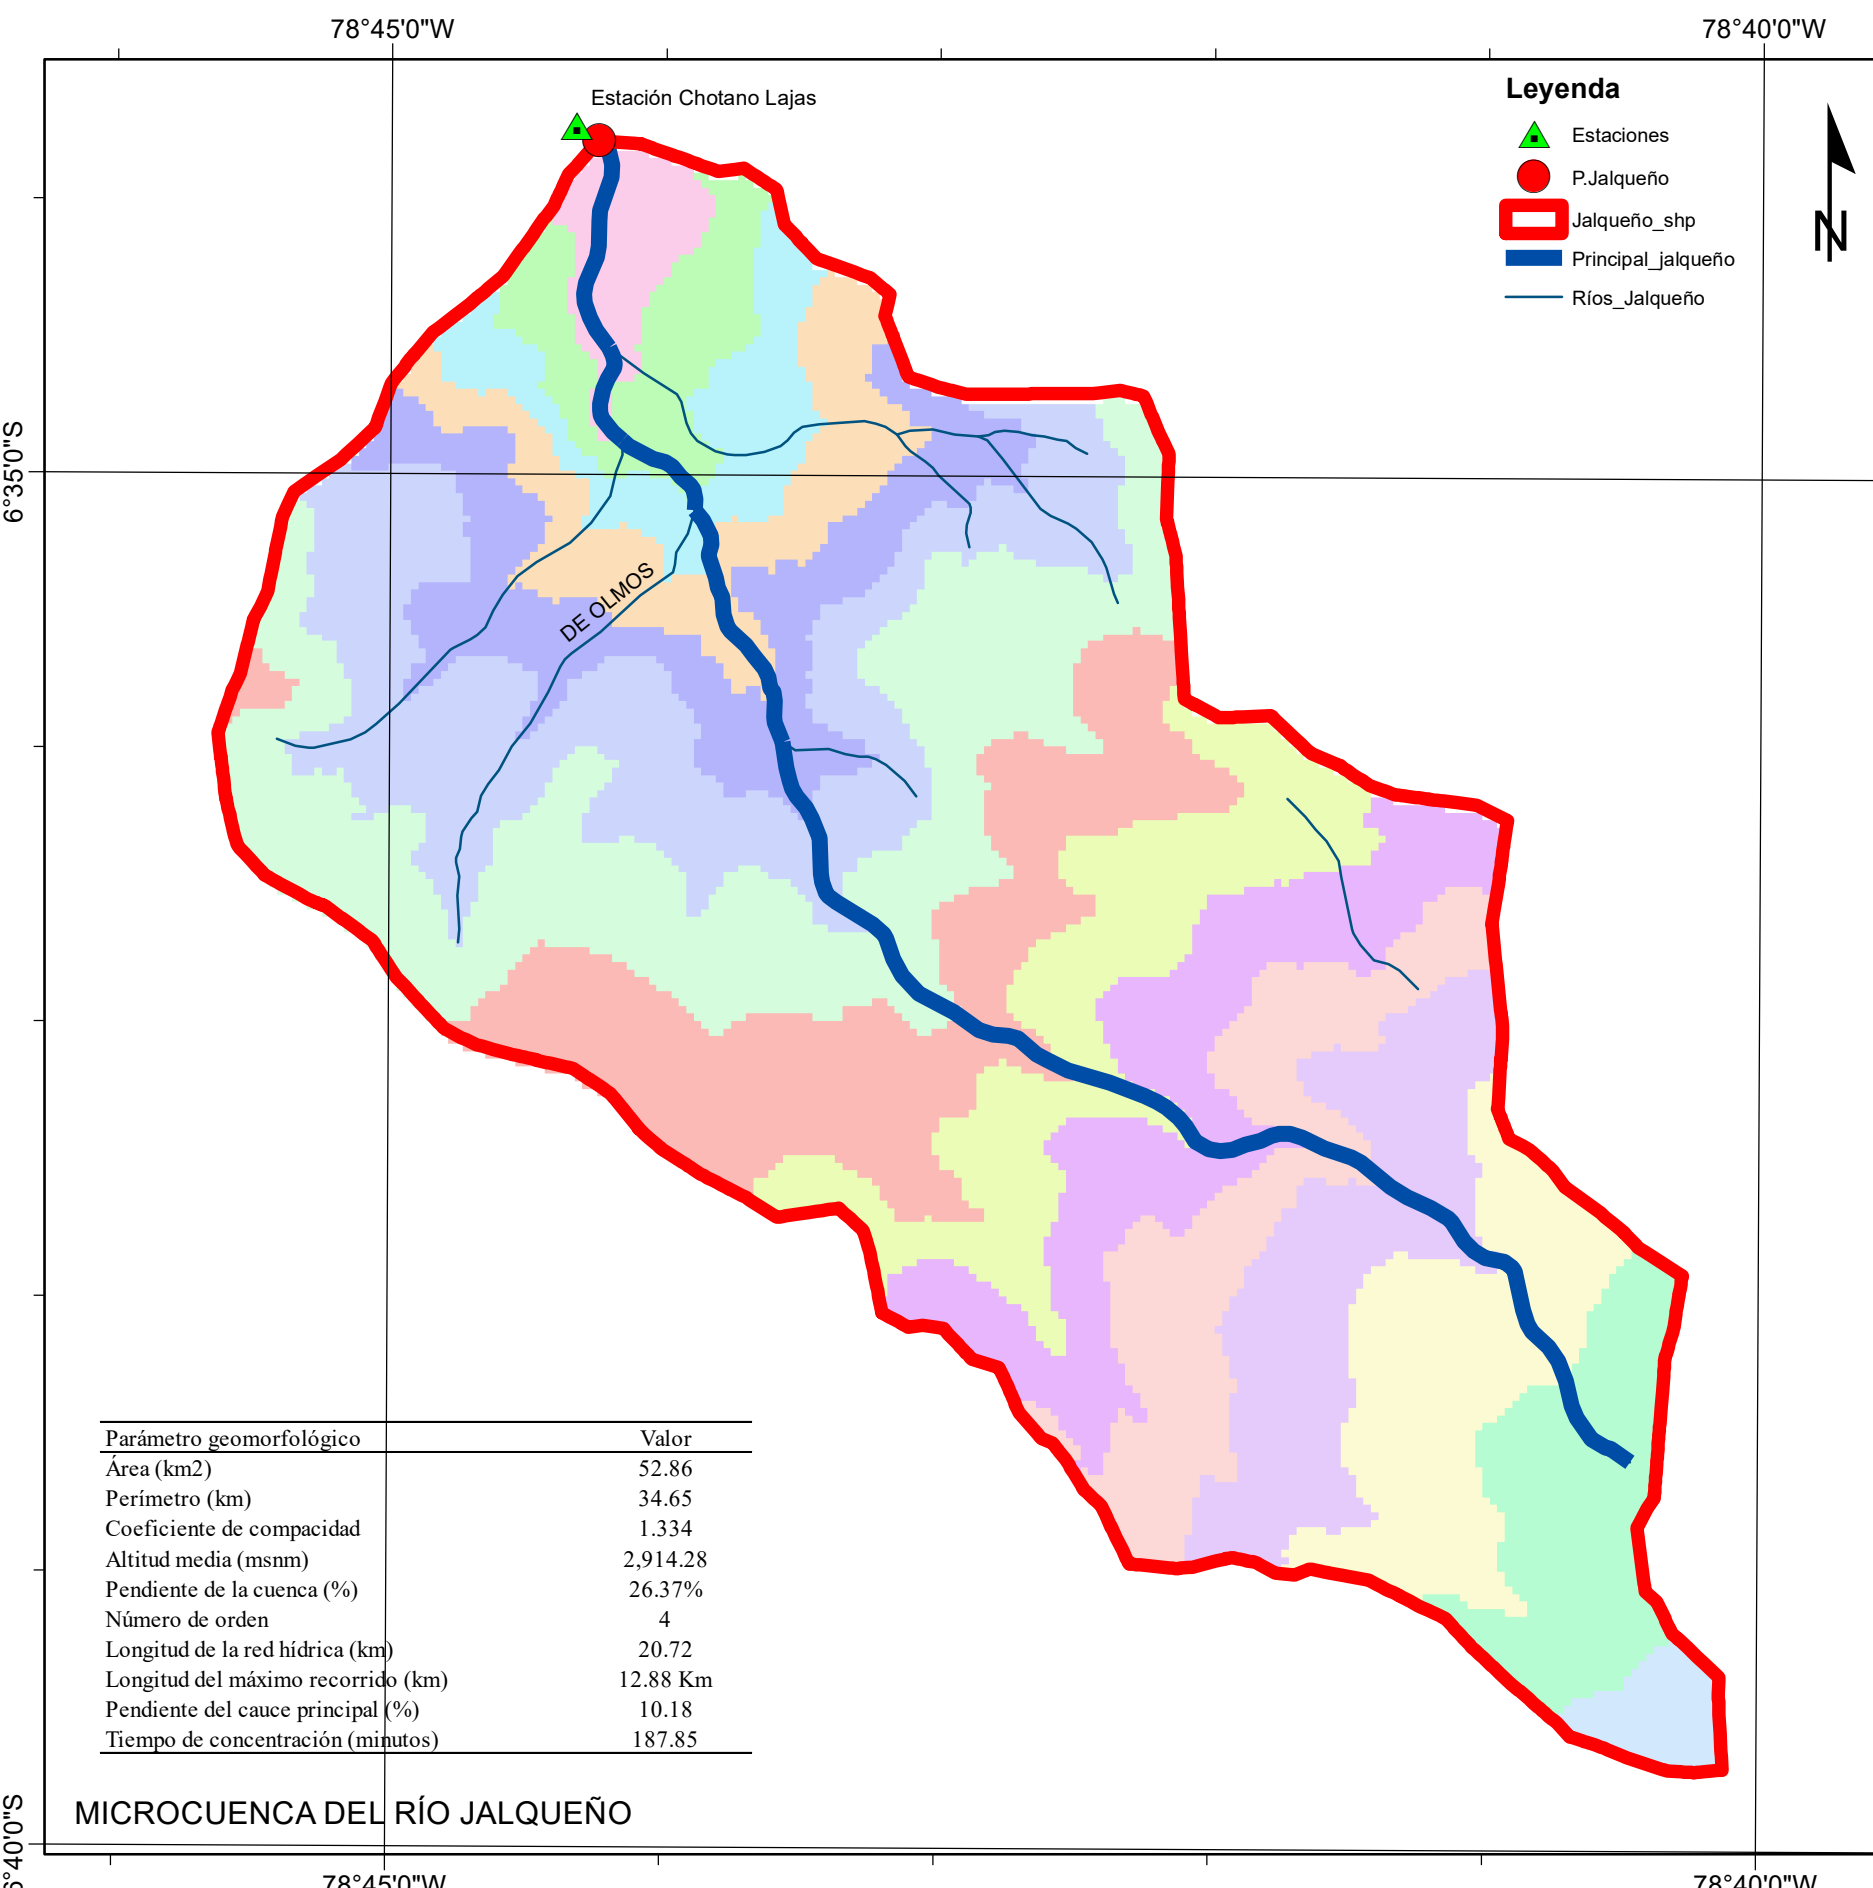 78°45'0"W
78°40'0"W
Estación Chotano Lajas
Leyenda
Estaciones
P.Jalqueño
Jalqueño_shp
Principal_jalqueño
Ríos_Jalqueño
N
6°35'0"S
DE OLMOS
Parámetro geomorfológico Valor
Área (km2) 52.86
Perímetro (km) 34.65
Coeficiente de compacidad 1.334
Altitud media (msnm) 2,914.28
Pendiente de la cuenca (%) 26.37%
Número de orden 4
Longitud de la red hídrica (km) 20.72
Longitud del máximo recorrido (km) 12.88 Km
Pendiente del cauce principal (%) 10.18
Tiempo de concentración (minutos) 187.85
MICROCUENCA DEL RÍO JALQUEÑO
6°40'0"S
78°45'0"W
78°40'0"W